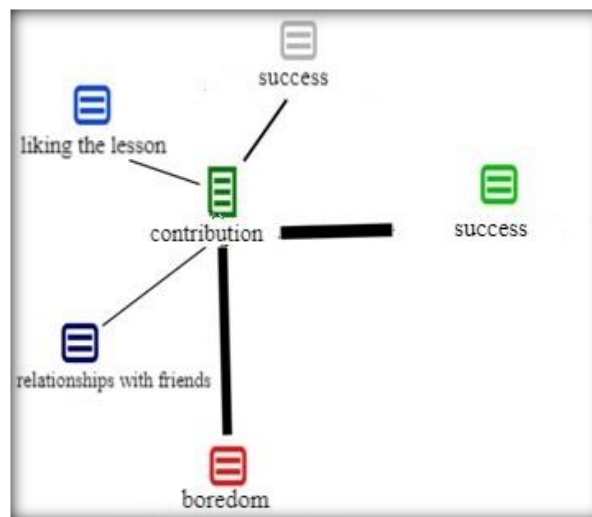 success
liking the lesson
contribution
success
relationships with friends
boredom